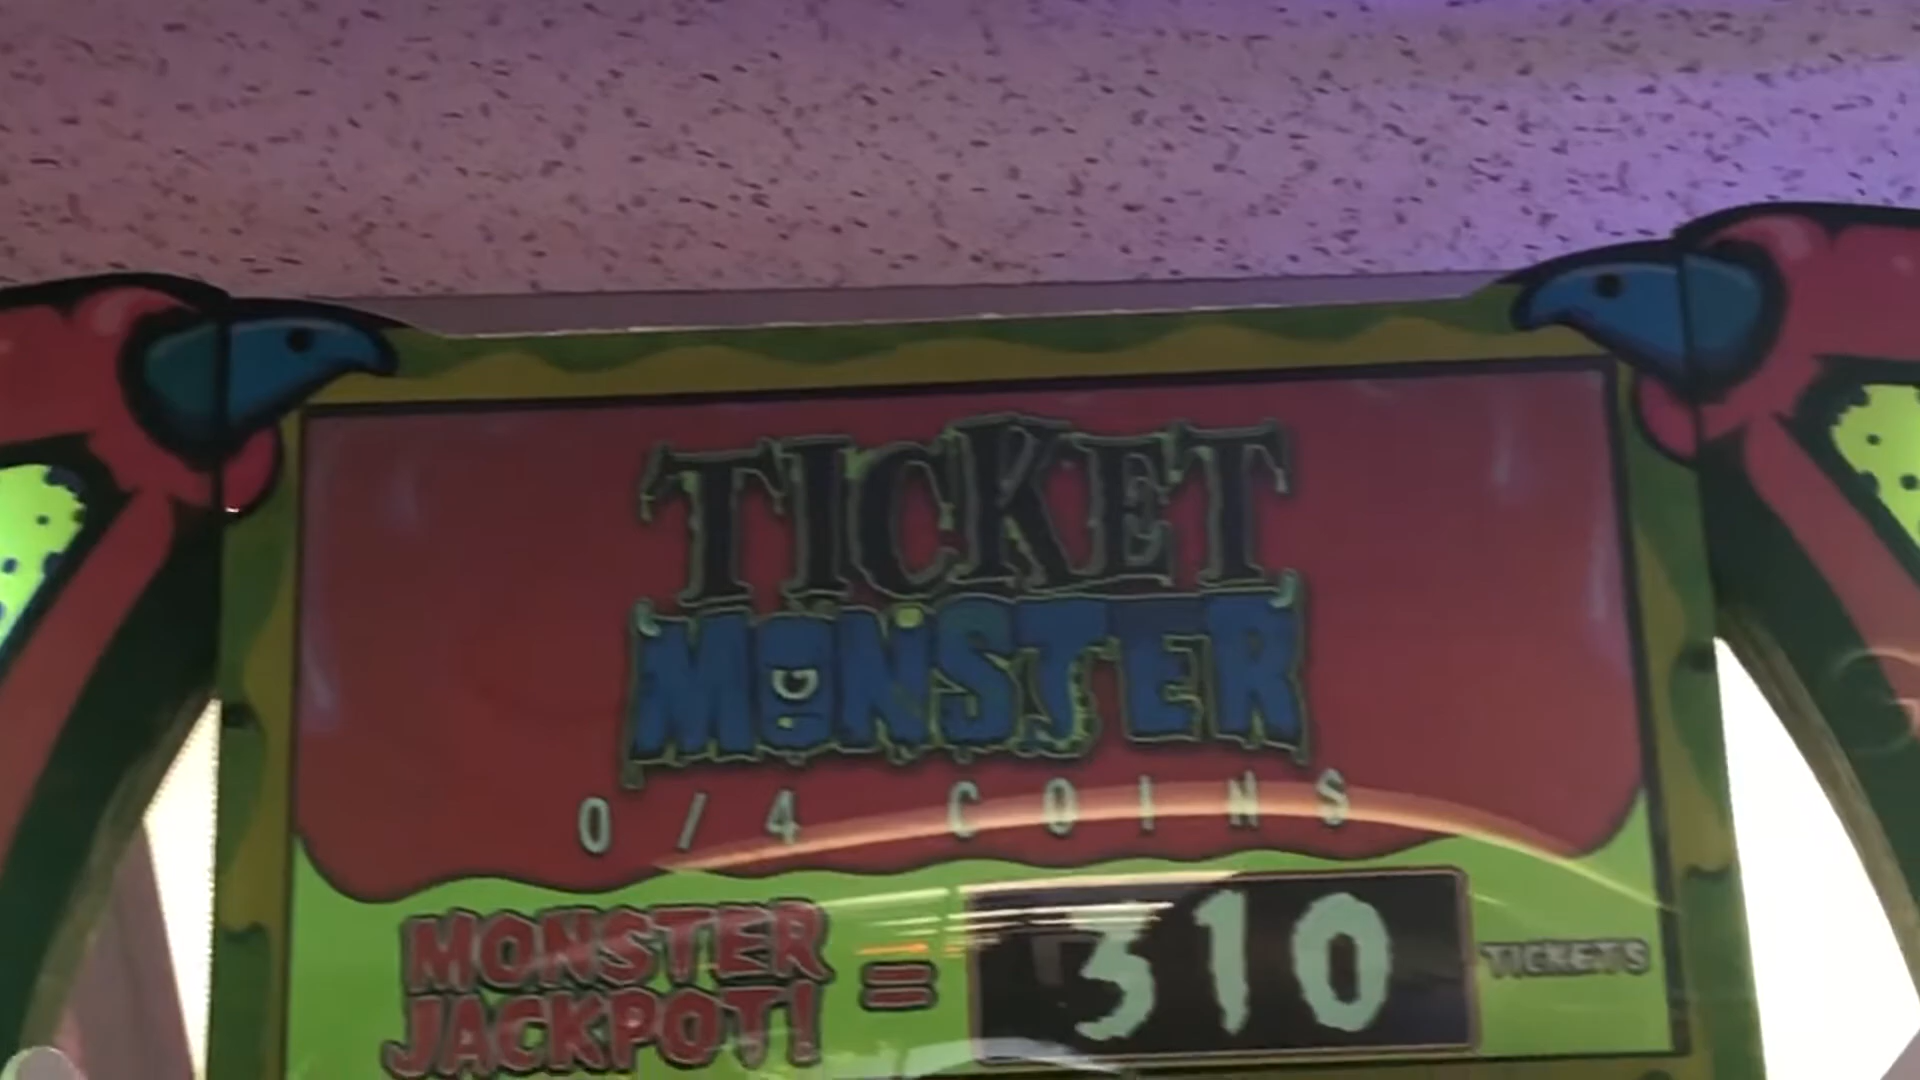 TICKET
MONSTER
0/4 COINS
MONSTER
JACKPOT!
= 310 TICKETS